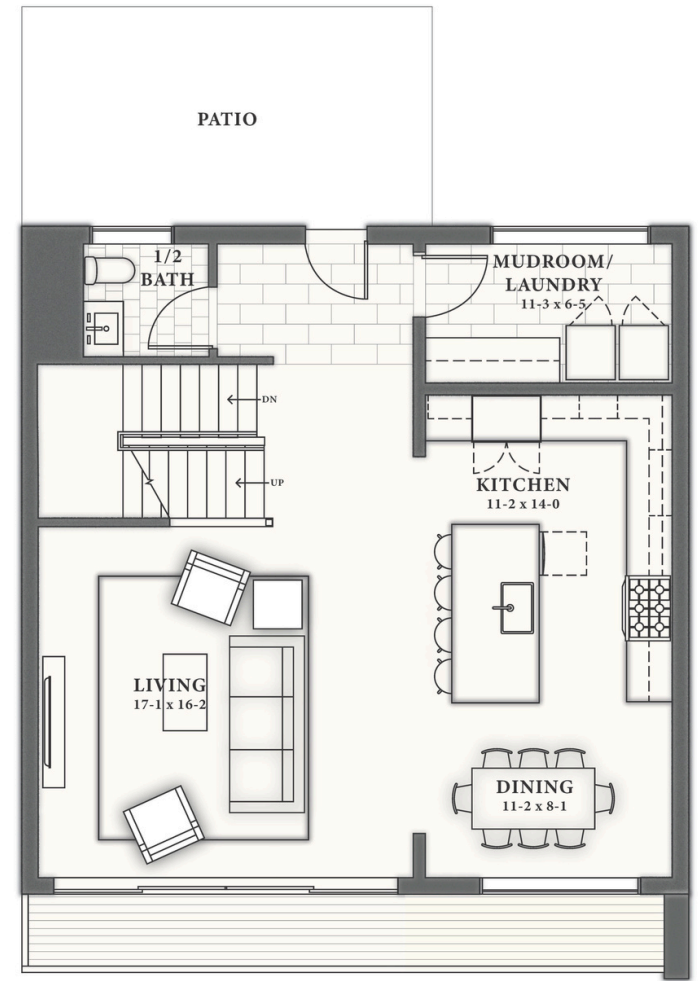 PATIO
1/2
BATH
MUDROOM/
LAUNDRY
11-3 x 6-5
DN
UP
KITCHEN
11-2 x 14-0
LIVING
17-1 x 16-2
DINING
11-2 x 8-1